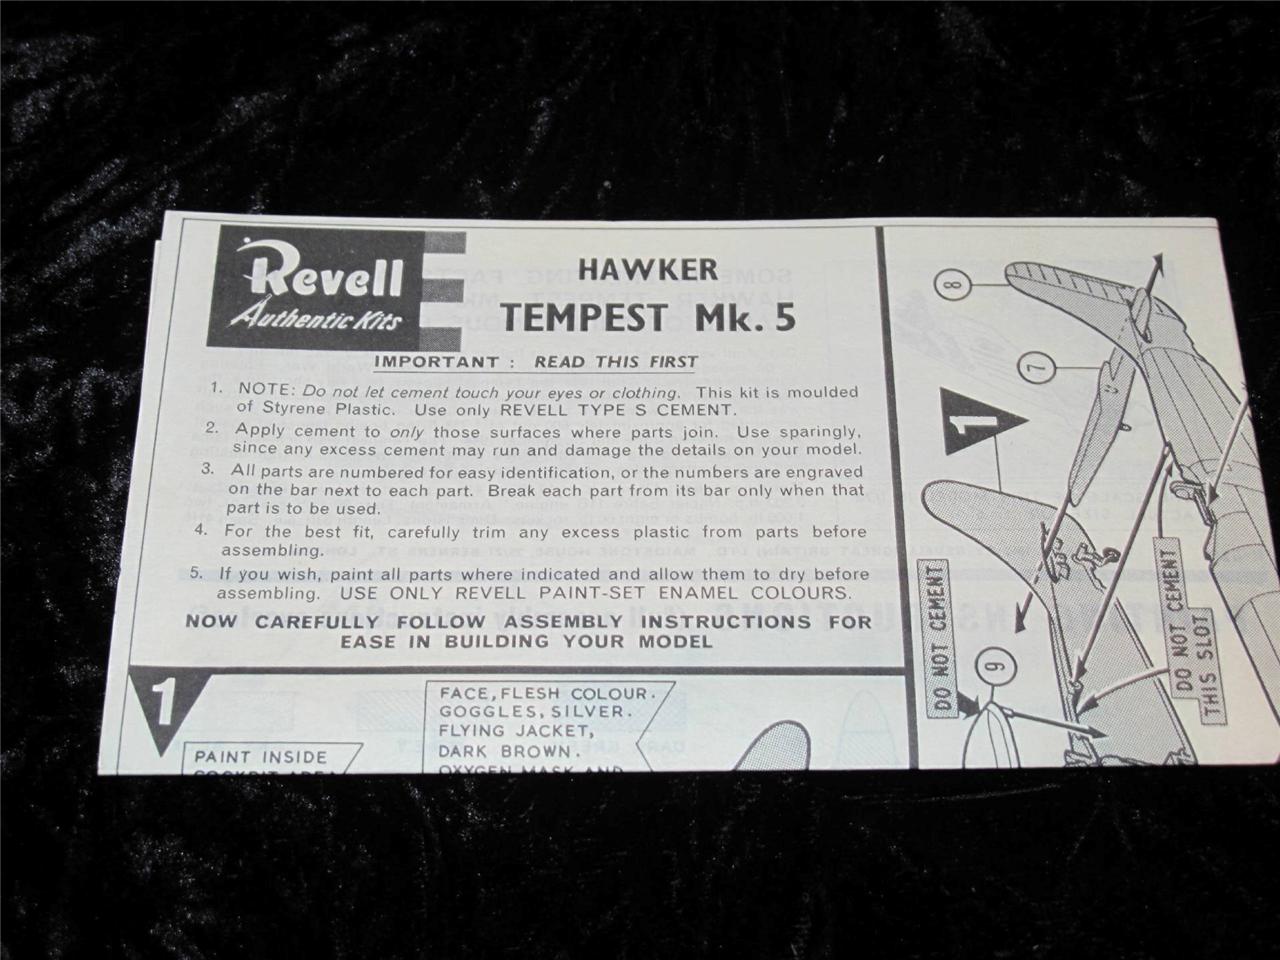 Revell
Authentic Kits
HAWKER
TEMPEST Mk. 5
IMPORTANT : READ THIS FIRST
1. NOTE: Do not let cement touch your eyes or clothing. This kit is moulded
of Styrene Plastic. Use only REVELL TYPE S CEMENT.
2. Apply cement to only those surfaces where parts join. Use sparingly,
since any excess cement may run and damage the details on your model.
3. All parts are numbered for easy identification, or the numbers are engraved
on the bar next to each part. Break each part from its bar only when that
part is to be used.
4. For the best fit, carefully trim any excess plastic from parts before
assembling.
5. If you wish, paint all parts where indicated and allow them to dry before
assembling. USE ONLY REVELL PAINT-SET ENAMEL COLOURS.
NOW CAREFULLY FOLLOW ASSEMBLY INSTRUCTIONS FOR
EASE IN BUILDING YOUR MODEL
1
PAINT INSIDE
COCKPIT AREA
FACE, FLESH COLOUR.
GOGGLES, SILVER.
FLYING JACKET,
DARK BROWN.
OXYGEN MASK AND
8
7
1
DO NOT CEMENT
9
DO NOT CEMENT
THIS SLOT